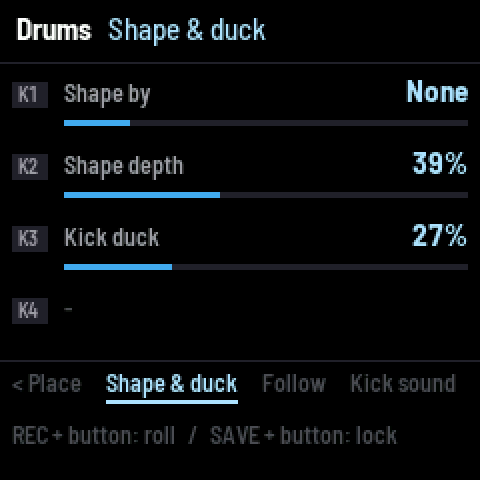 Drums Shape & duck
K1 Shape by None
K2 Shape depth 39%
K3 Kick duck 27%
K4 -
< Place Shape & duck Follow Kick sound
REC + button: roll / SAVE + button: lock